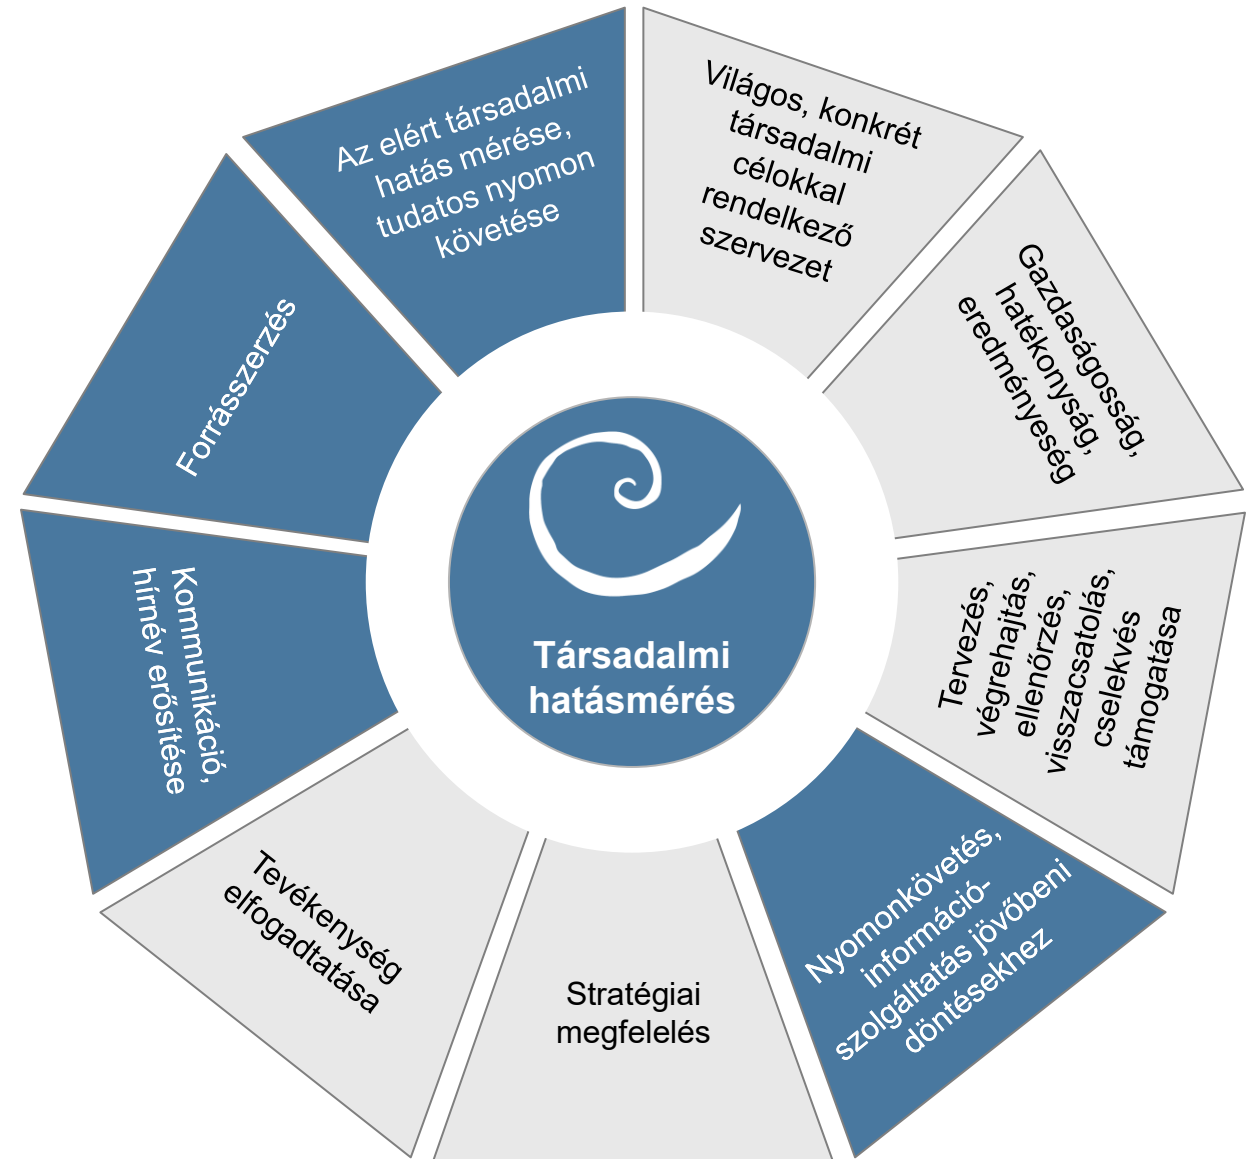 Az elért társadalmi
hatás mérése,
tudatos nyomon
követése
Világos, konkrét
társadalmi
célokkal
rendelkező
szervezet
Gazdaságosság,
hatékonyság,
eredményeség
Tervezés,
végrehajtás,
ellenőrzés,
visszacsatolás,
cselekvés
támogatása
Nyomonkövetés,
információ-
szolgáltatás jövőbeni
döntésekhez
Stratégiai
megfelelés
Tevékenység
elfogadtatása
Kommunikáció,
hírnév erősítése
Forrásszerzés
Társadalmi
hatásmérés